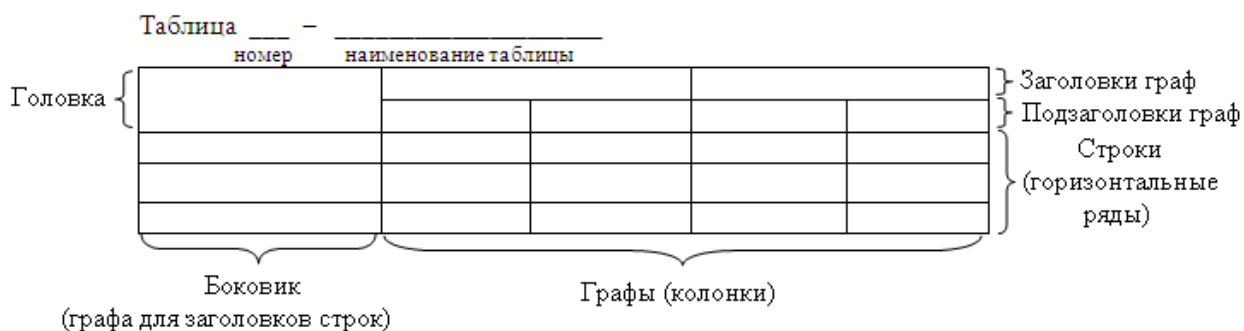 Таблица ___ – ____________________
номер наименование таблицы
Головка
Заголовки граф
Подзаголовки граф
Строки
(горизонтальные
ряды)
Боковик
(графа для заголовков строк)
Графы (колонки)